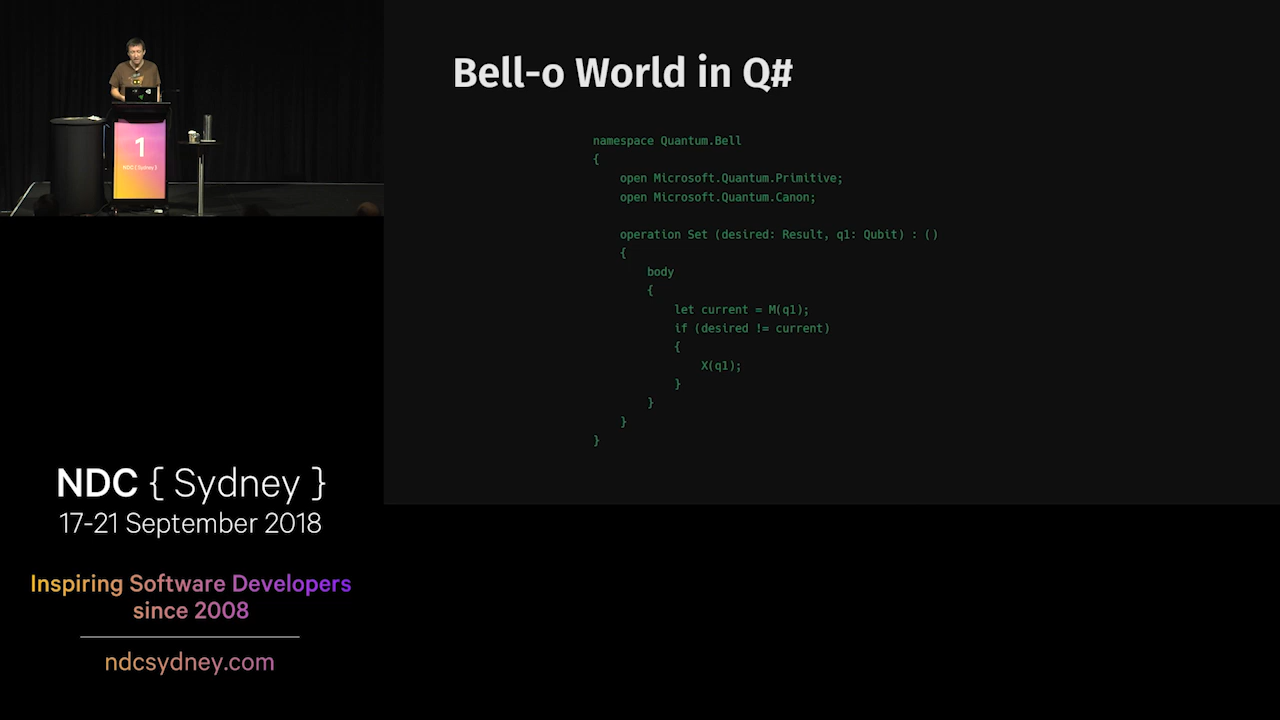 1
NDC { Sydney }
Bell-o World in Q#
namespace Quantum.Bell
{
open Microsoft.Quantum.Primitive;
open Microsoft.Quantum.Canon;
operation Set (desired: Result, q1: Qubit) : ()
{
body
{
let current = M(q1);
if (desired != current)
{
X(q1);
}
}
}
}
NDC { Sydney }
17-21 September 2018
Inspiring Software Developers
since 2008
ndcsydney.com